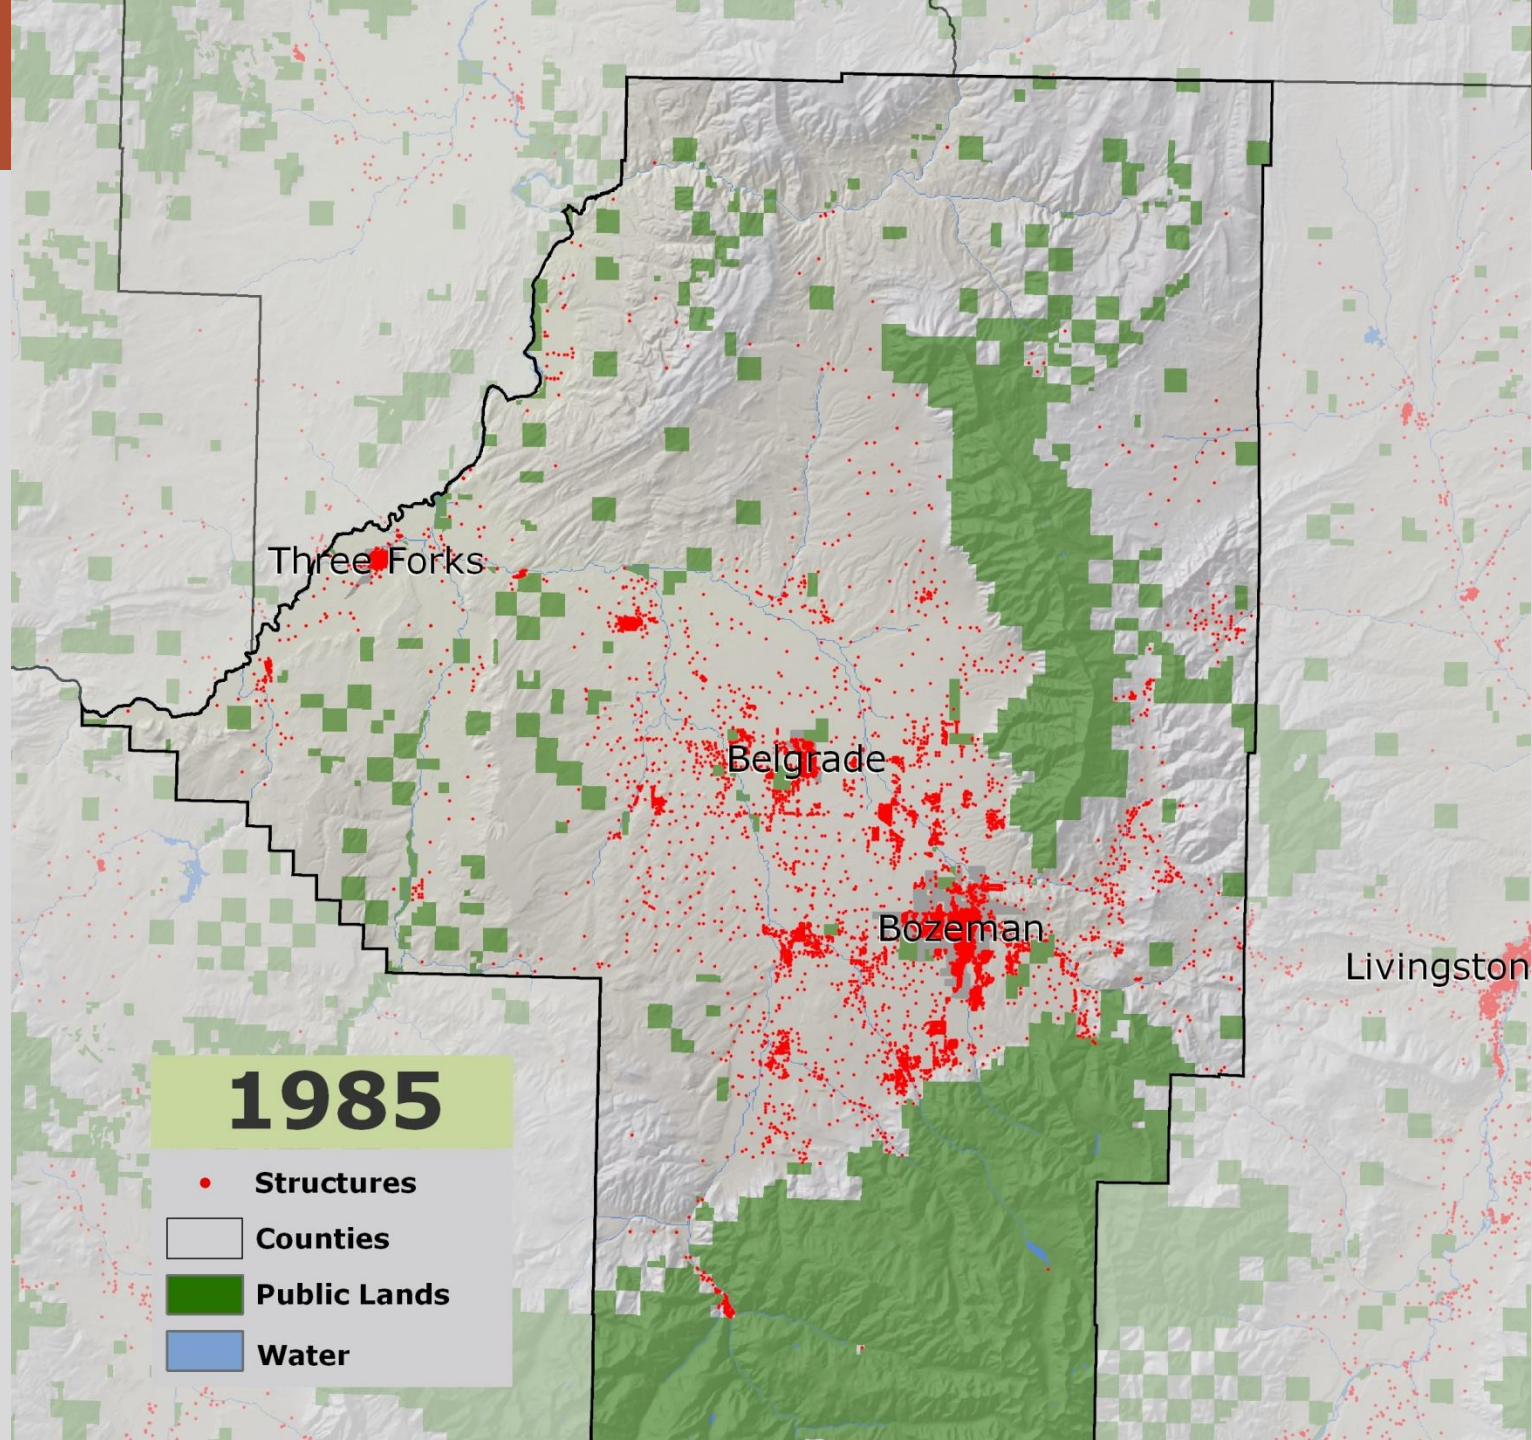 Three Forks
Belgrade
Bozeman
Livingston
1985
Structures
Counties
Public Lands
Water